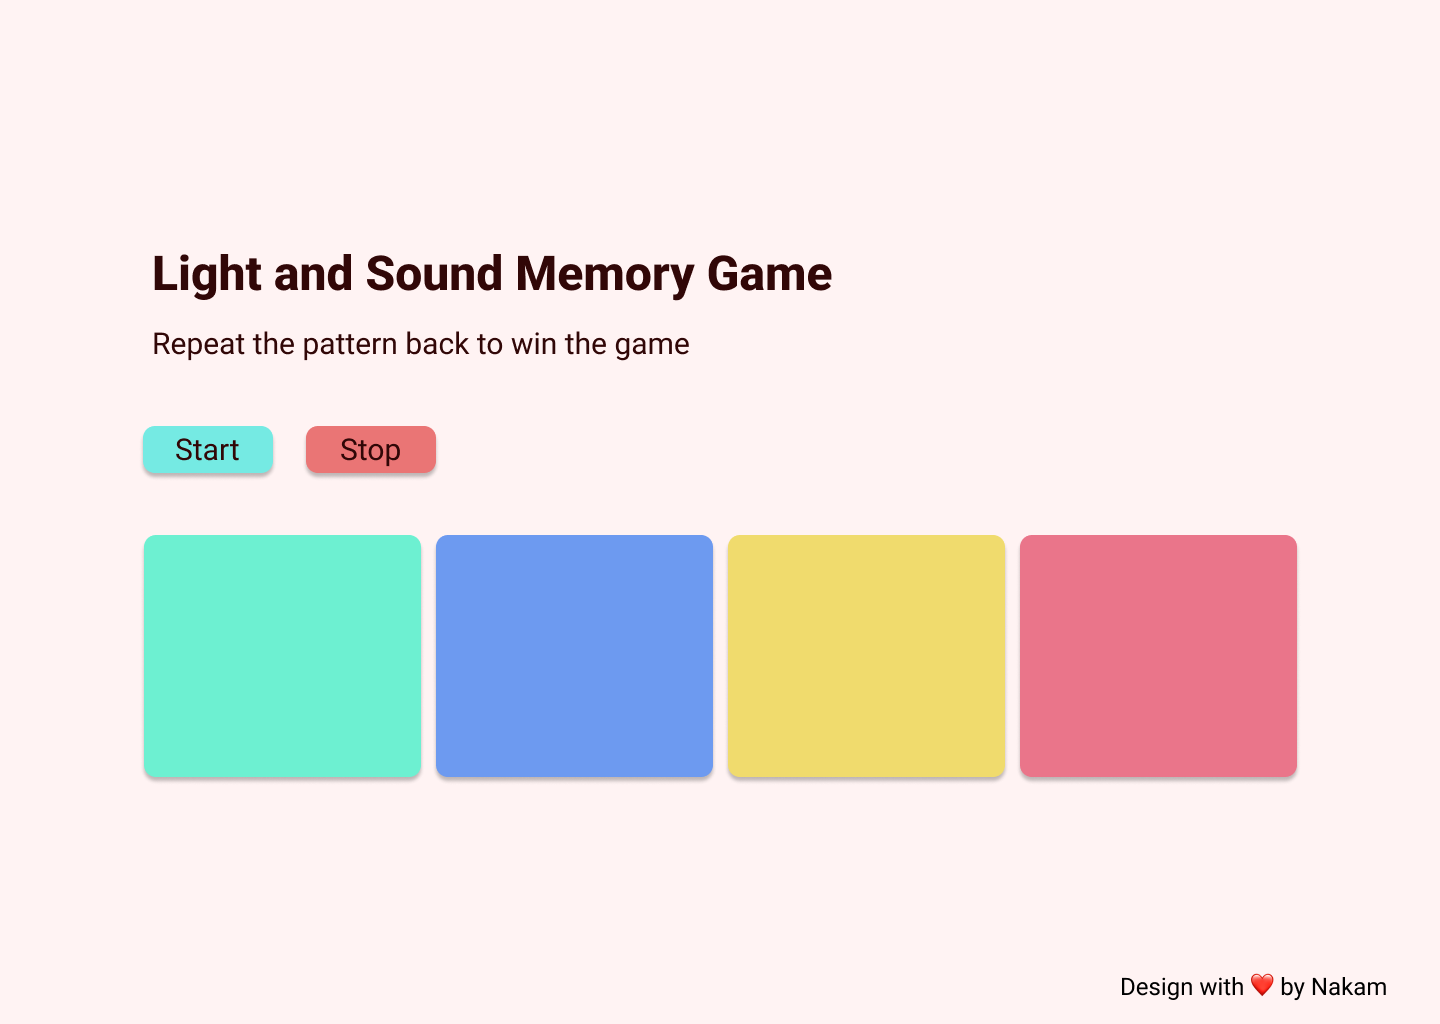 Light and Sound Memory Game
Repeat the pattern back to win the game
Start Stop
Design with ❤️ by Nakam